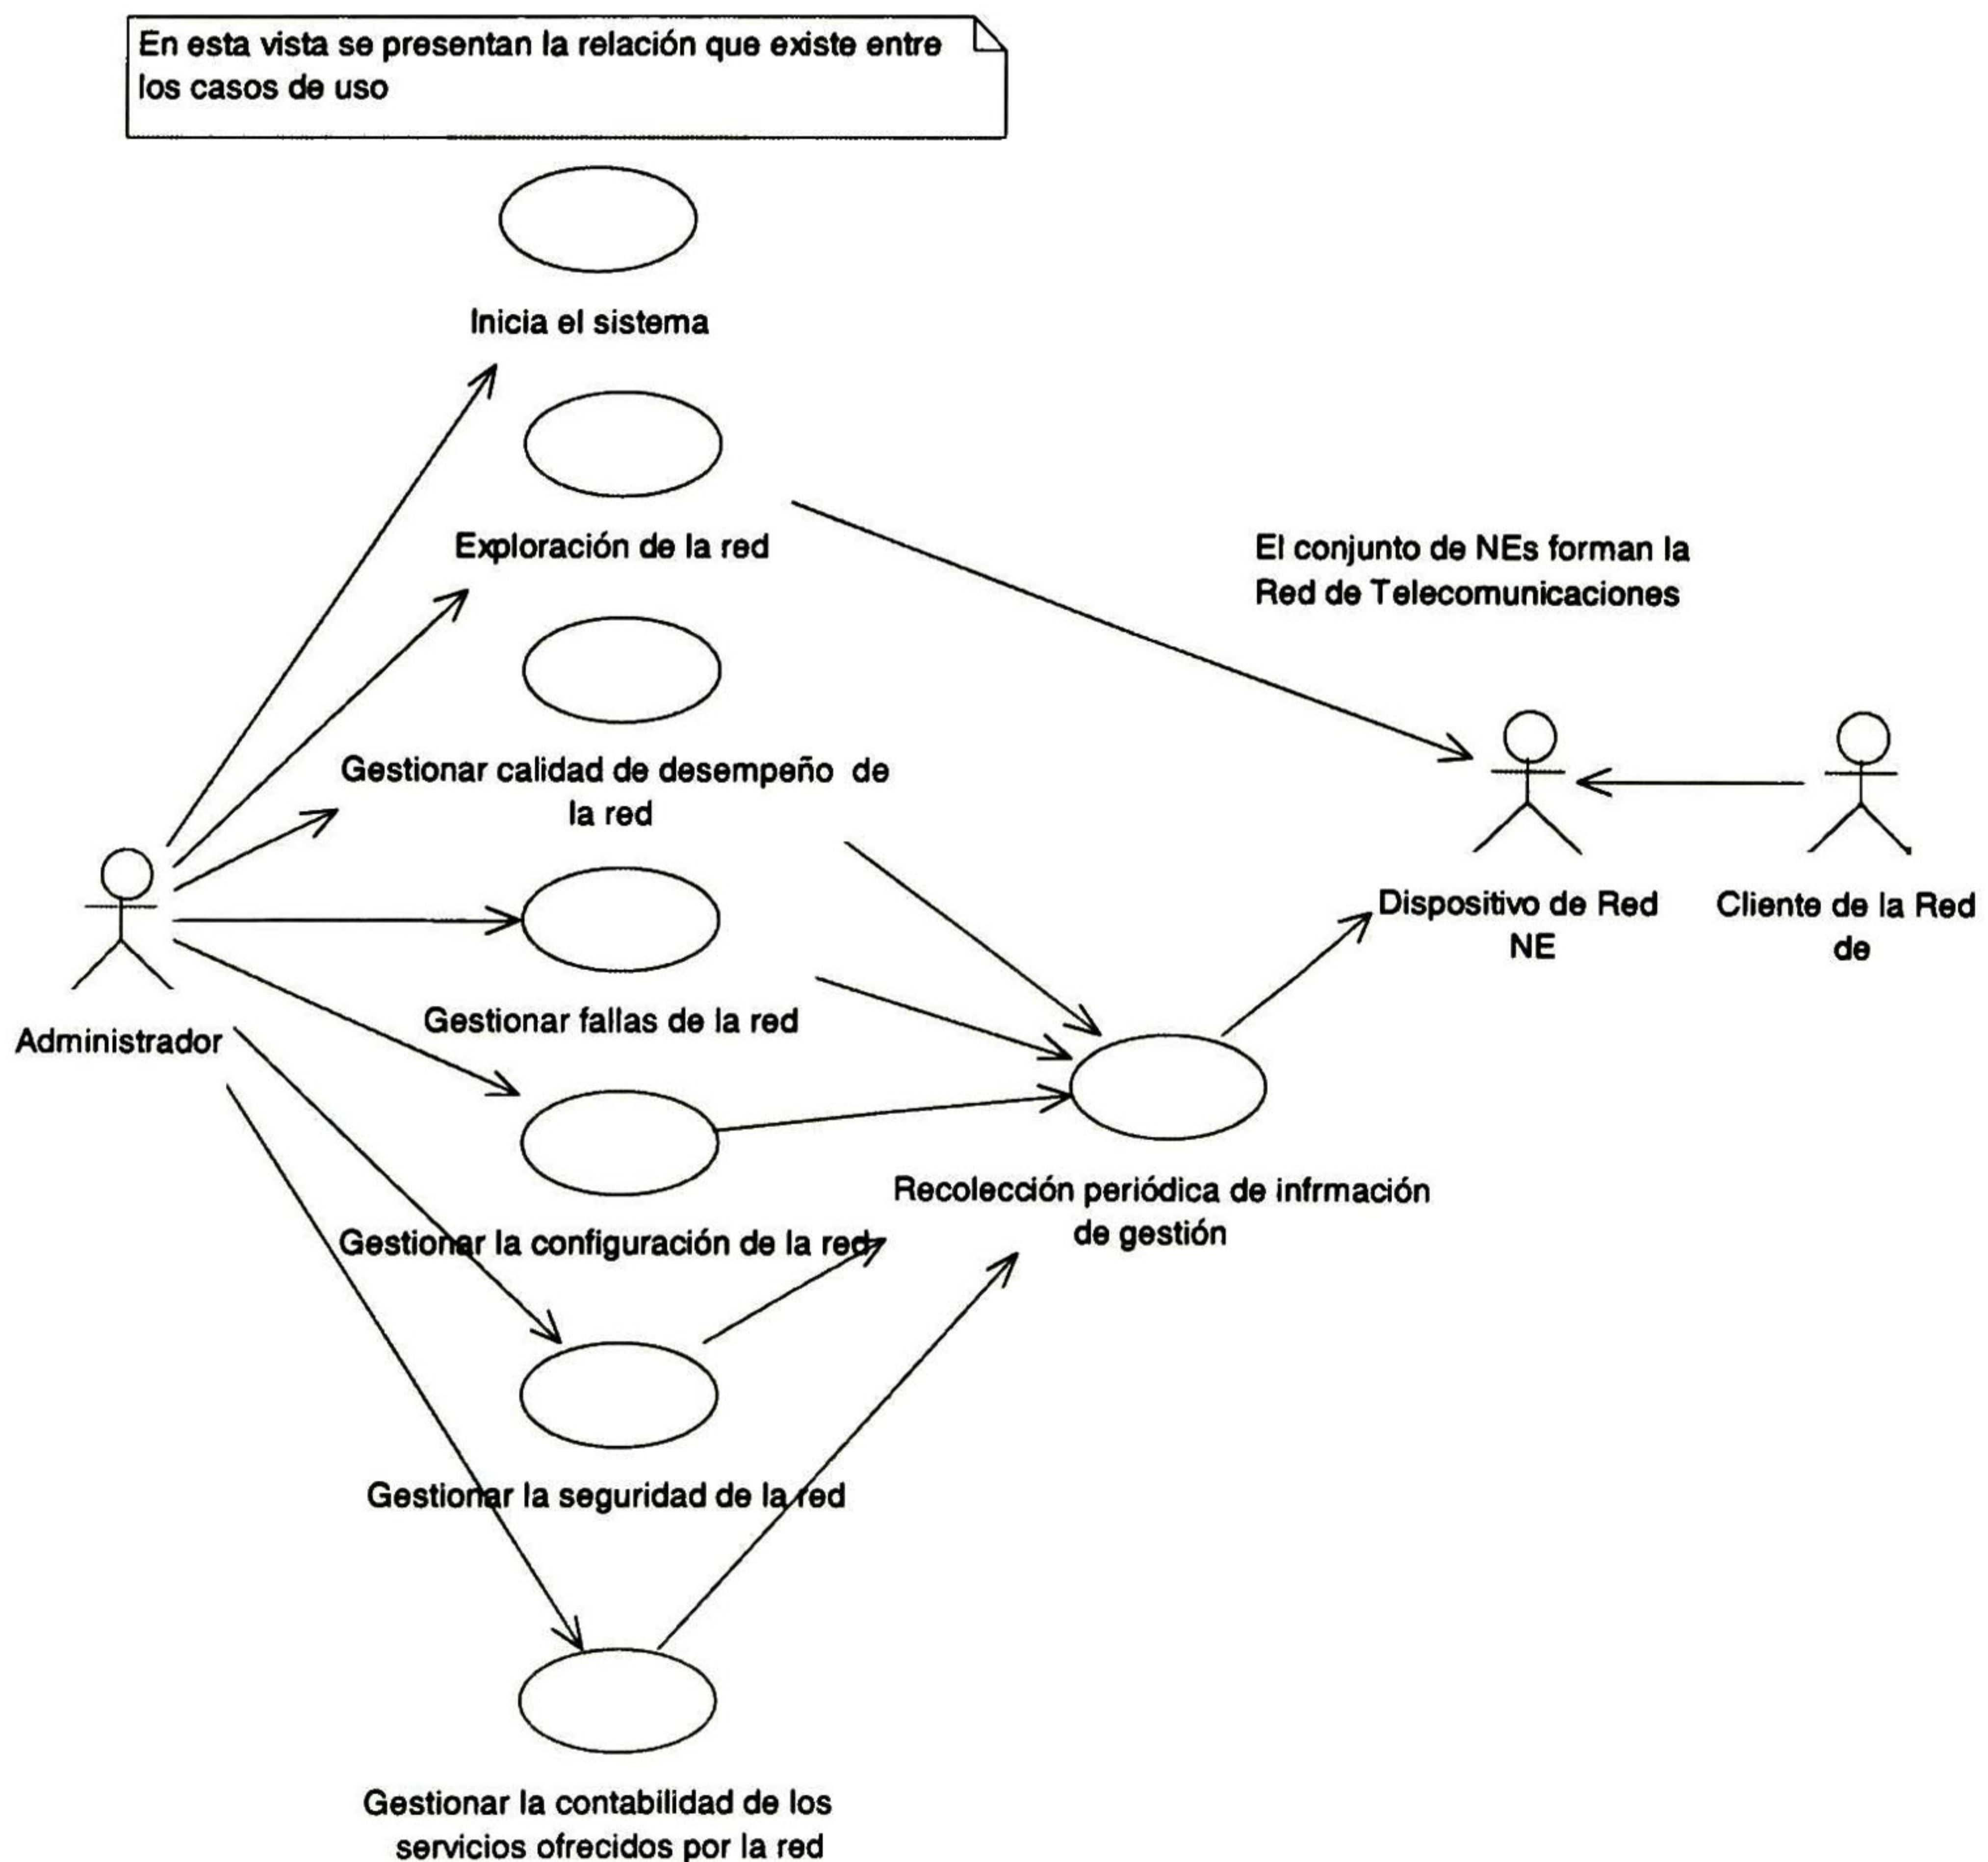 En esta vista se presentan la relación que existe entre
los casos de uso
Inicia el sistema
Exploración de la red
El conjunto de NEs forman la
Red de Telecomunicaciones
Gestionar calidad de desempeño de
la red
Dispositivo de Red
NE
Cliente de la Red
de
Administrador
Gestionar fallas de la red
Recolección periódica de infrmación
de gestión
Gestionar la configuración de la red
Gestionar la seguridad de la red
Gestionar la contabilidad de los
servicios ofrecidos por la red